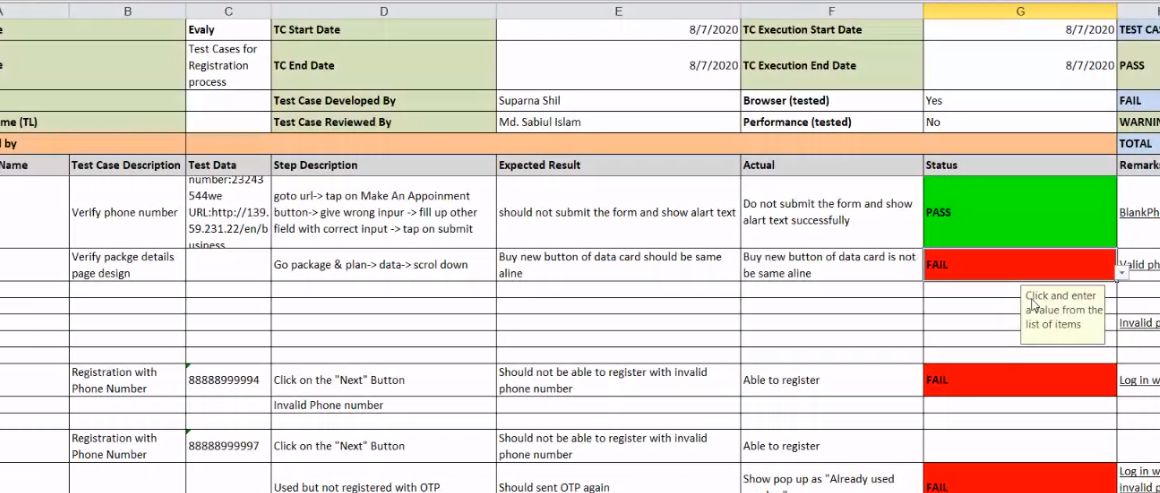 A B C D E F G
e Evaly TC Start Date 8/7/2020 TC Execution Start Date 8/7/2020 TEST CA
e Test Cases for Registration process TC End Date 8/7/2020 TC Execution End Date 8/7/2020 PASS
Test Case Developed By Suparna Shil Browser (tested) Yes FAIL
me (TL) Test Case Reviewed By Md. Sabiul Islam Performance (tested) No WARNIN
d by TOTAL
Name Test Case Description Test Data Step Description Expected Result Actual Status Remark
number:23243
544we
Verify phone number
URL:http://139.
59.231.22/en/b
usiness
goto url-> tap on Make An Appoinment
button-> give wrong inpur -> fill up other
field with correct input -> tap on submit
should not submit the form and show alart text
Do not submit the form and show
alart text successfully
PASS
BlankPh
Verify packge details
page design
Go package & plan-> data-> scrol down
Buy new button of data card should be same
aline
Buy new button of data card is not
be same aline
FAIL
Valid ph
Click and enter
a value from the
list of items
Invalid p
Registration with
Phone Number
88888999994
Click on the "Next" Button
Should not be able to register with invalid
phone number
Able to register
FAIL
Log in w
Invalid Phone number
Registration with
Phone Number
88888999997
Click on the "Next" Button
Should not be able to register with invalid
phone number
Able to register
Used but not registered with OTP
Should sent OTP again
Show pop up as "Already used
FAIL
Log in w
invalid p